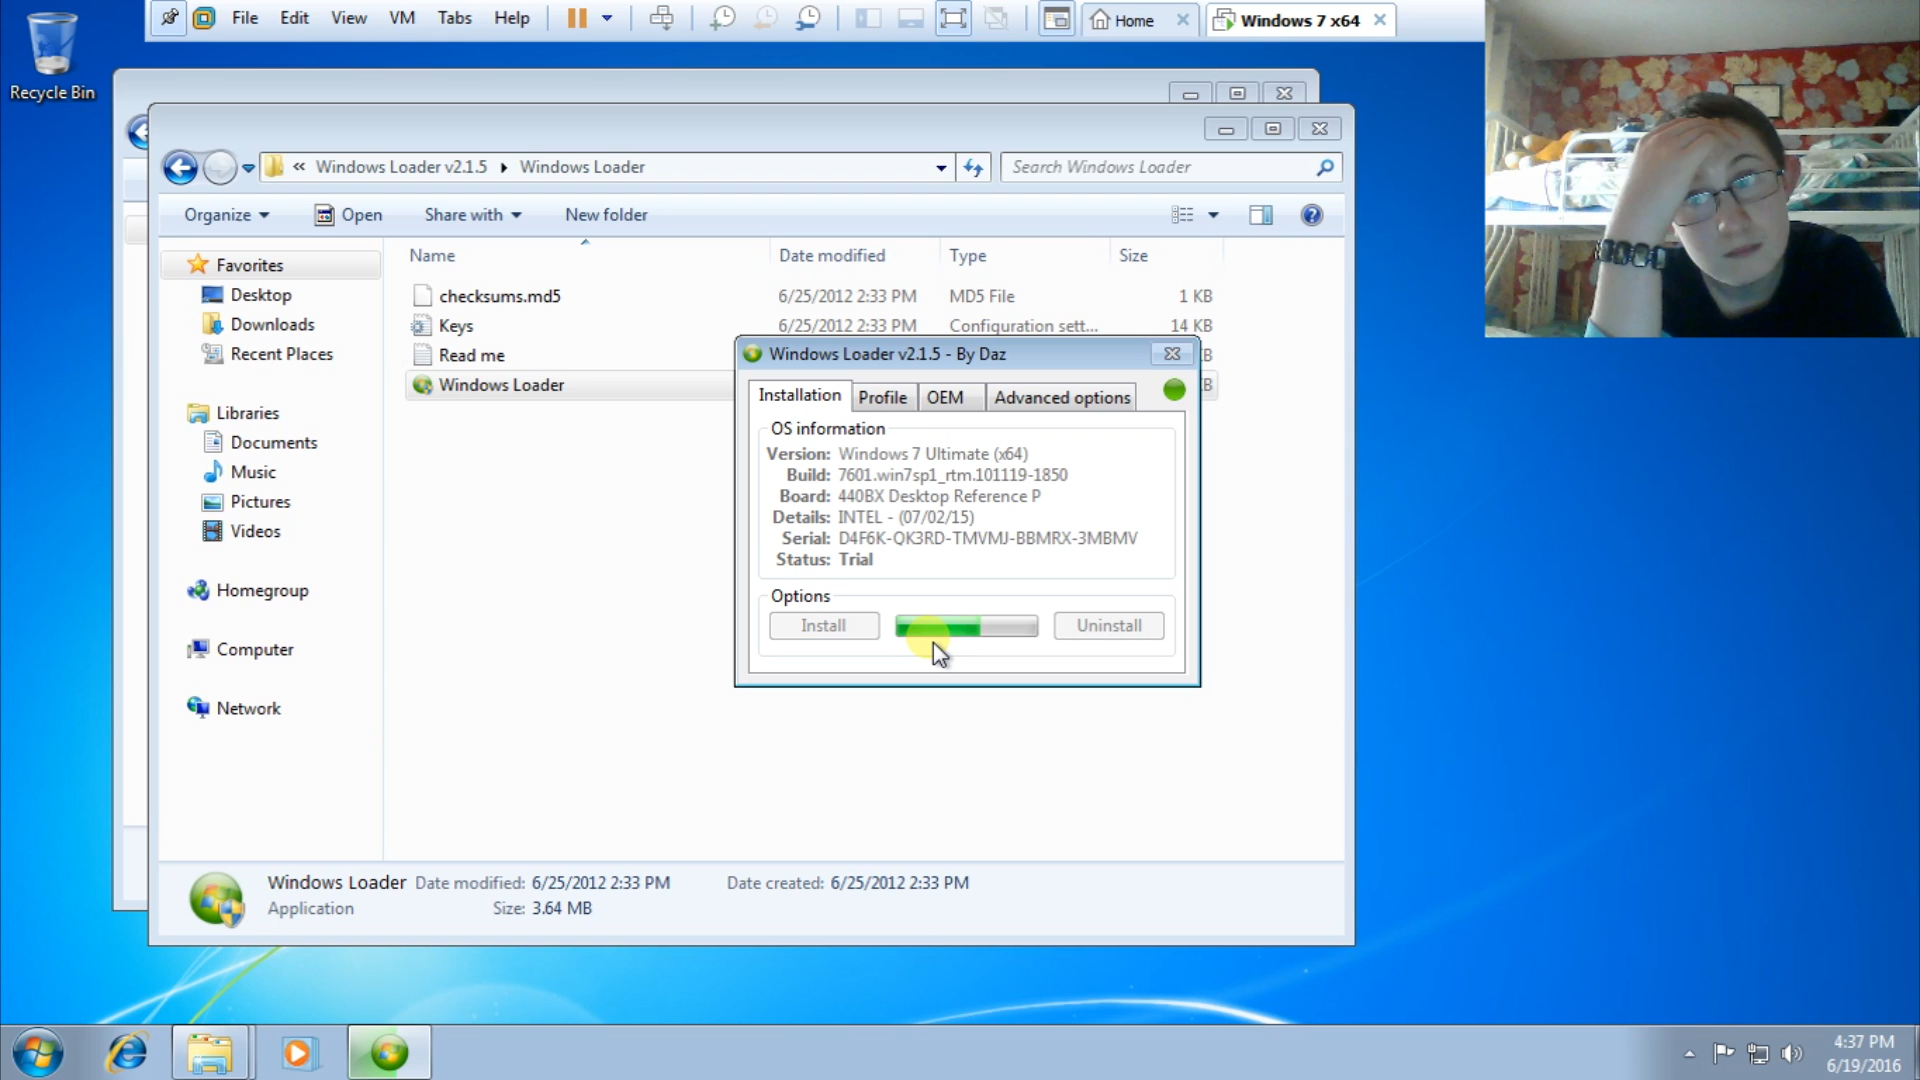 File Edit View VM Tabs Help Home Windows 7 x64
Recycle Bin
« Windows Loader v2.1.5 Windows Loader Search Windows Loader
Organize Open Share with New folder
Name Date modified Type Size
Favorites
Desktop
Downloads
Recent Places
Libraries
Documents
Music
Pictures
Videos
Homegroup
Computer
Network
checksums.md5 6/25/2012 2:33 PM MD5 File 1 KB
Keys 6/25/2012 2:33 PM Configuration sett... 14 KB
Read me
Windows Loader
Windows Loader v2.1.5 - By Daz
Installation Profile OEM Advanced options
OS information
Version: Windows 7 Ultimate (x64)
Build: 7601.win7sp1_rtm.101119-1850
Board: 440BX Desktop Reference P
Details: INTEL - (07/02/15)
Serial: D4F6K-QK3RD-TMVMJ-BBMRX-3MBMV
Status: Trial
Options
Install Uninstall
Windows Loader Date modified: 6/25/2012 2:33 PM Date created: 6/25/2012 2:33 PM
Application Size: 3.64 MB
4:37 PM
6/19/2016